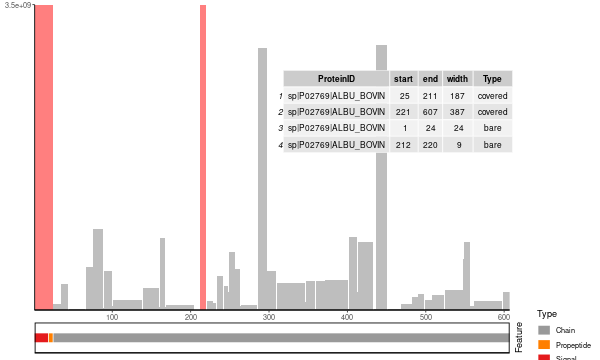 3.5e+09
ProteinID start end width Type
1 sp|P02769|ALBU_BOVIN 25 211 187 covered
2 sp|P02769|ALBU_BOVIN 221 607 387 covered
3 sp|P02769|ALBU_BOVIN 1 24 24 bare
4 sp|P02769|ALBU_BOVIN 212 220 9 bare
100 200 300 400 500 600
Feature
Type
Chain
Propeptide
Signal